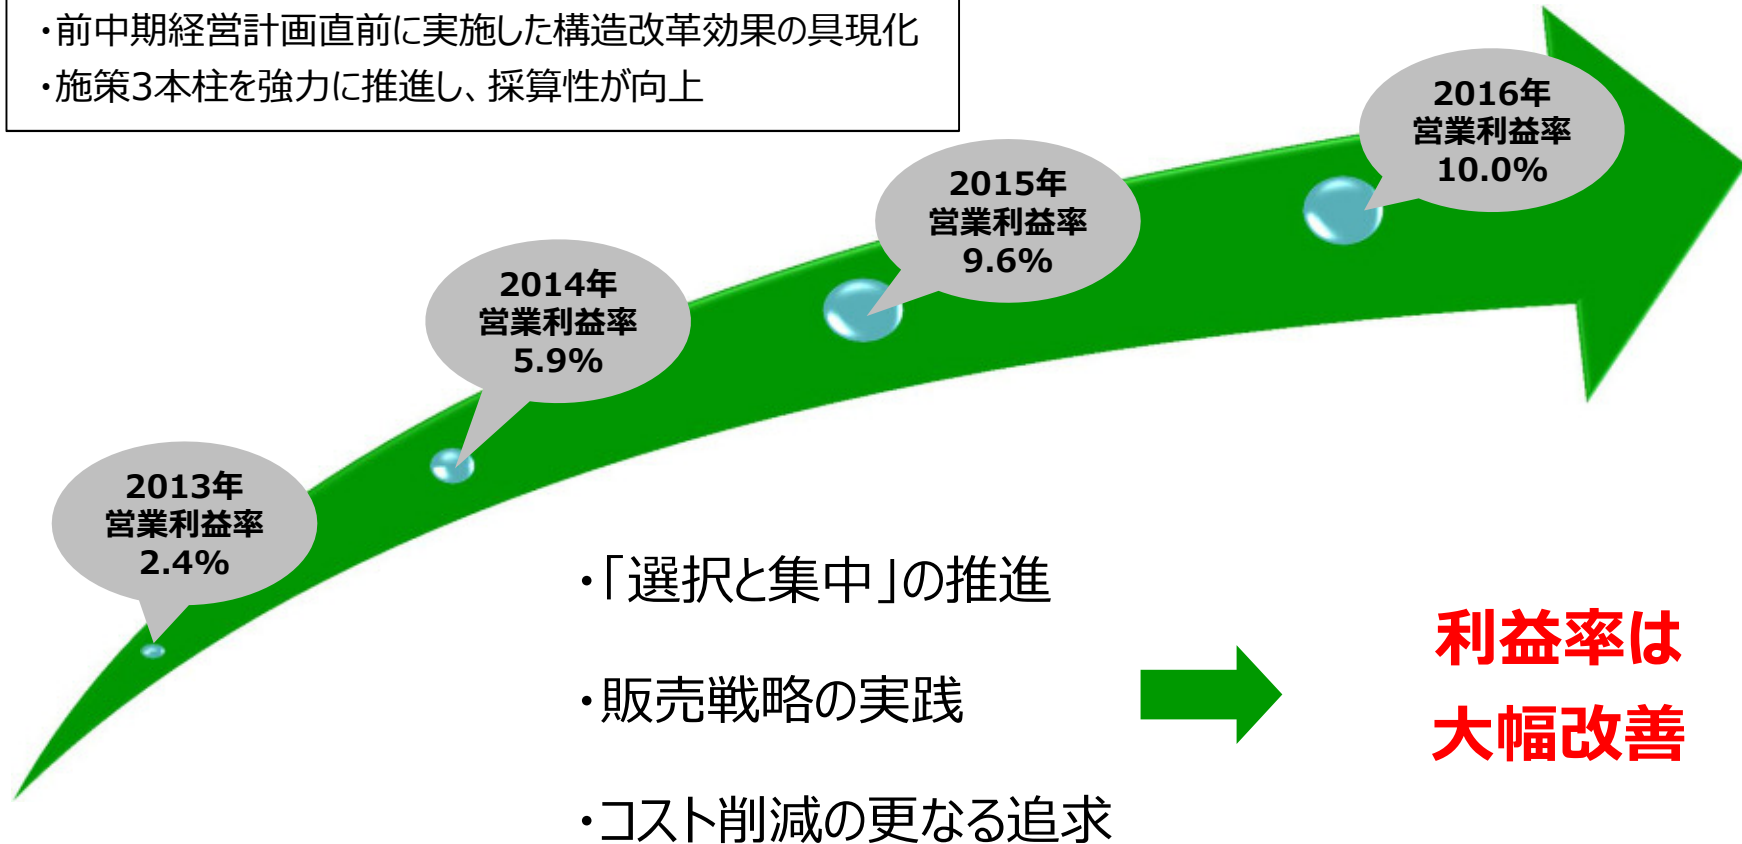 ・前中期経営計画直前に実施した構造改革効果の具現化
・施策3本柱を強力に推進し、採算性が向上
2016年
営業利益率
10.0%
2015年
営業利益率
9.6%
2014年
営業利益率
5.9%
2013年
営業利益率
2.4%
・「選択と集中」の推進
・販売戦略の実践
・コスト削減の更なる追求
利益率は
大幅改善